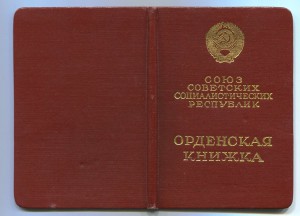 СОЮЗ
СОВЕТСКИХ
СОЦИАЛИСТИЧЕСКИХ
РЕСПУБЛИК
ОРДЕНСКАЯ
КНИЖКА